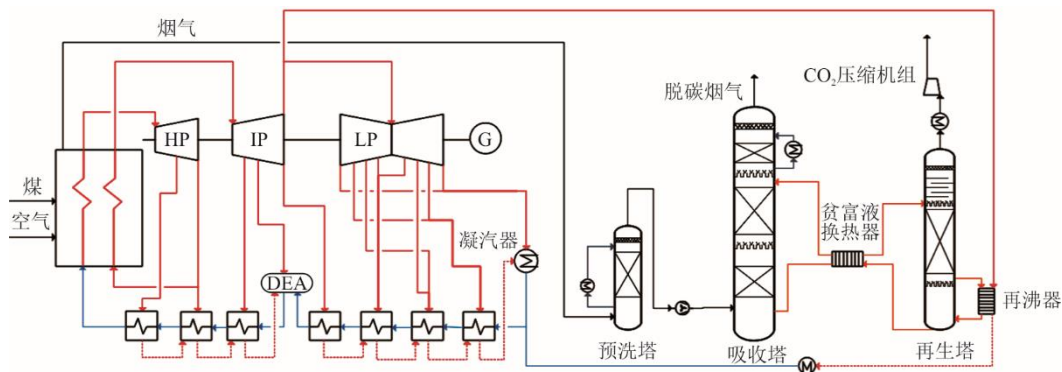 烟气
CO₂压缩机组
脱碳烟气
HP
IP
LP
G
煤
空气
凝汽器
贫富液
换热器
DEA
再沸器
预洗塔
吸收塔
再生塔